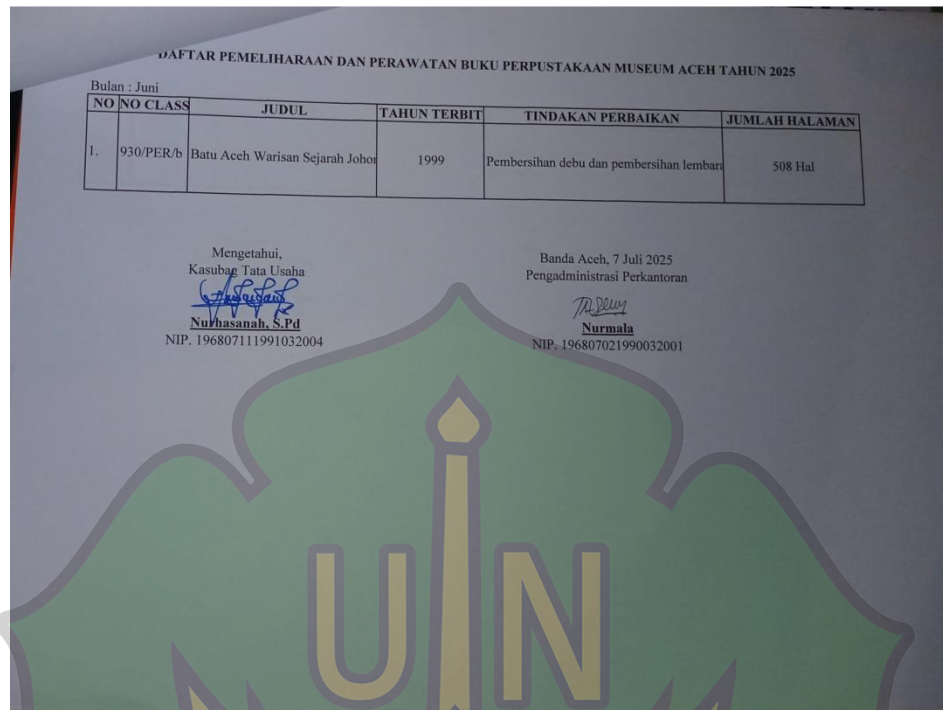 DAFTAR PEMELIHARAAN DAN PERAWATAN BUKU PERPUSTAKAAN MUSEUM ACEH TAHUN 2025
Bulan : Juni
NO NO CLASS JUDUL TAHUN TERBIT TINDAKAN PERBAIKAN JUMLAH HALAMAN
1. 930/PER/b Batu Aceh Warisan Sejarah Johor 1999 Pembersihan debu dan pembersihan lembara 508 Hal
Mengetahui,
Kasubag Tata Usaha
Nurhasanah, S.Pd
NIP. 196807111991032004
Banda Aceh, 7 Juli 2025
Pengadministrasi Perkantoran
Nurmala
NIP. 196807021990032001
UIN